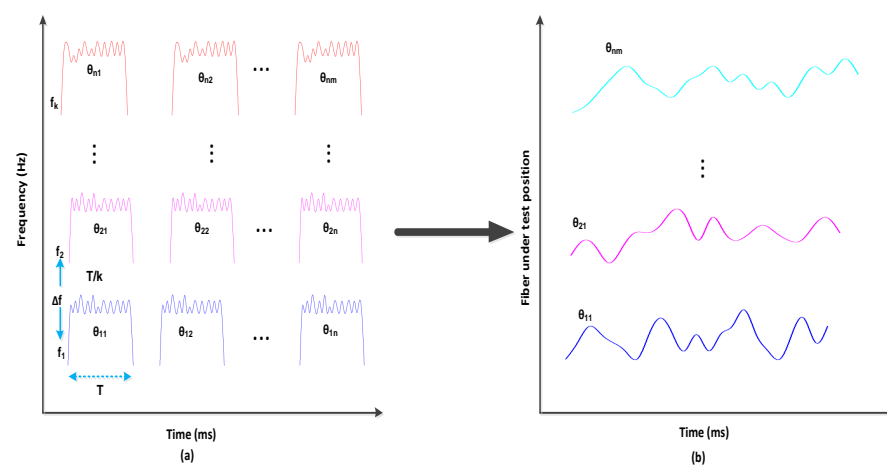 Frequency (Hz)
θn1
θn2
...
θnm
fk
...
...
...
θ21
θ22
...
θ2n
f2
T/k
Δf
θ11
θ12
...
θ1n
f1
T
Time (ms)
(a)
Fiber under test position
θnm
...
θ21
θ11
Time (ms)
(b)